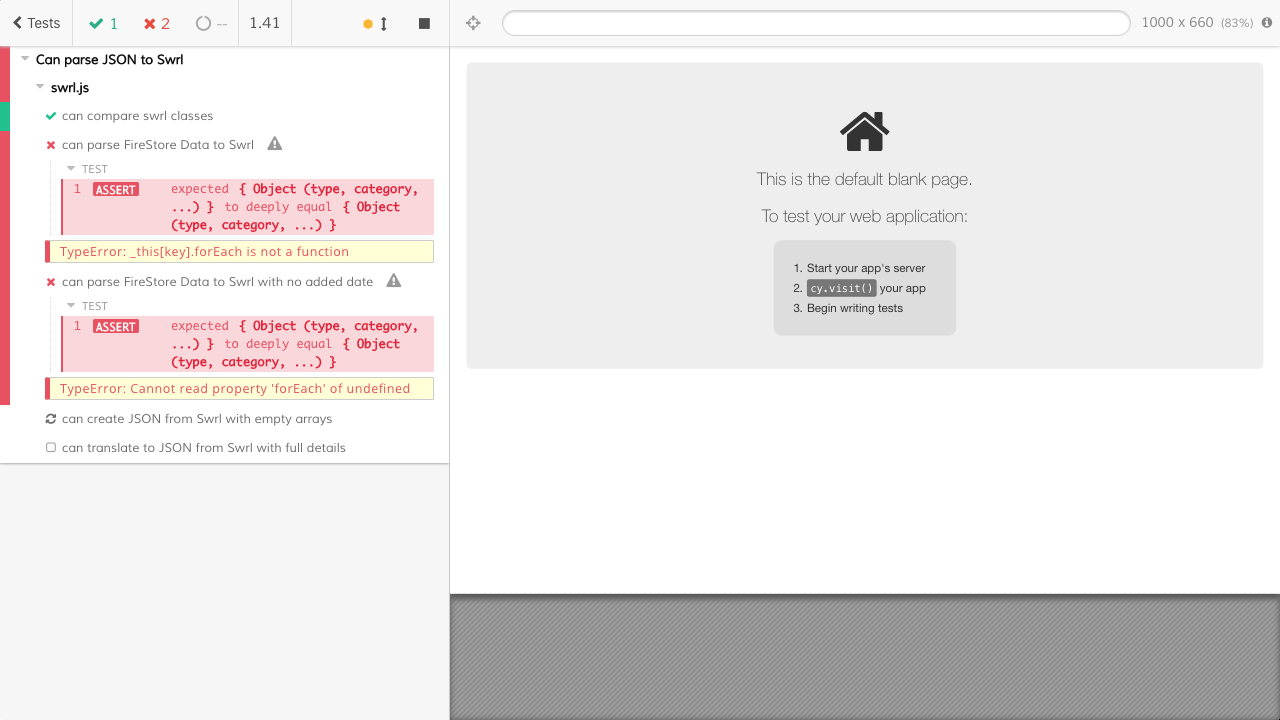 Tests 1 2 -- 1.41
1000 x 660 (83%)
Can parse JSON to Swrl
swrl.js
can compare swrl classes
can parse FireStore Data to Swrl
TEST
1 ASSERT expected { Object (type, category,
...) } to deeply equal { Object
(type, category, ...) }
TypeError: _this[key].forEach is not a function
can parse FireStore Data to Swrl with no added date
TEST
1 ASSERT expected { Object (type, category,
...) } to deeply equal { Object
(type, category, ...) }
TypeError: Cannot read property 'forEach' of undefined
can create JSON from Swrl with empty arrays
can translate to JSON from Swrl with full details
This is the default blank page.
To test your web application:
1. Start your app's server
2. cy.visit() your app
3. Begin writing tests